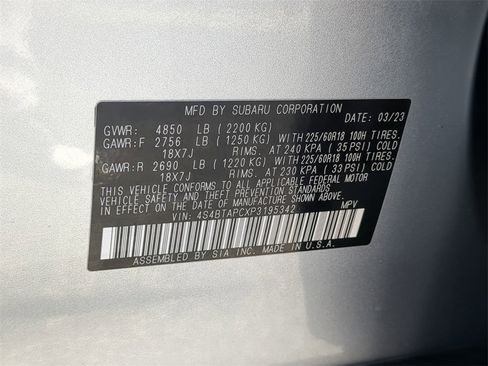 MFD BY SUBARU CORPORATION DATE: 03/23
GVWR: 4850 LB (2200 KG)
GAWR:F 2756 LB (1250 KG) WITH 225/60R18 100H TIRES.
18X7J RIMS. AT 240 KPA (35 PSI) COLD
GAWR:R 2690 LB (1220 KG) WITH 225/60R18 100H TIRES.
18X7J RIMS. AT 230 KPA (33 PSI) COLD
THIS VEHICLE CONFORMS TO ALL APPLICABLE FEDERAL MOTOR
VEHICLE SAFETY AND THEFT PREVENTION STANDARDS
IN EFFECT ON THE DATE OF MANUFACTURE SHOWN ABOVE.
VIN: 4S4BTAPCXP3195342 MPV
ASSEMBLED BY SIA INC. MADE IN U.S.A.